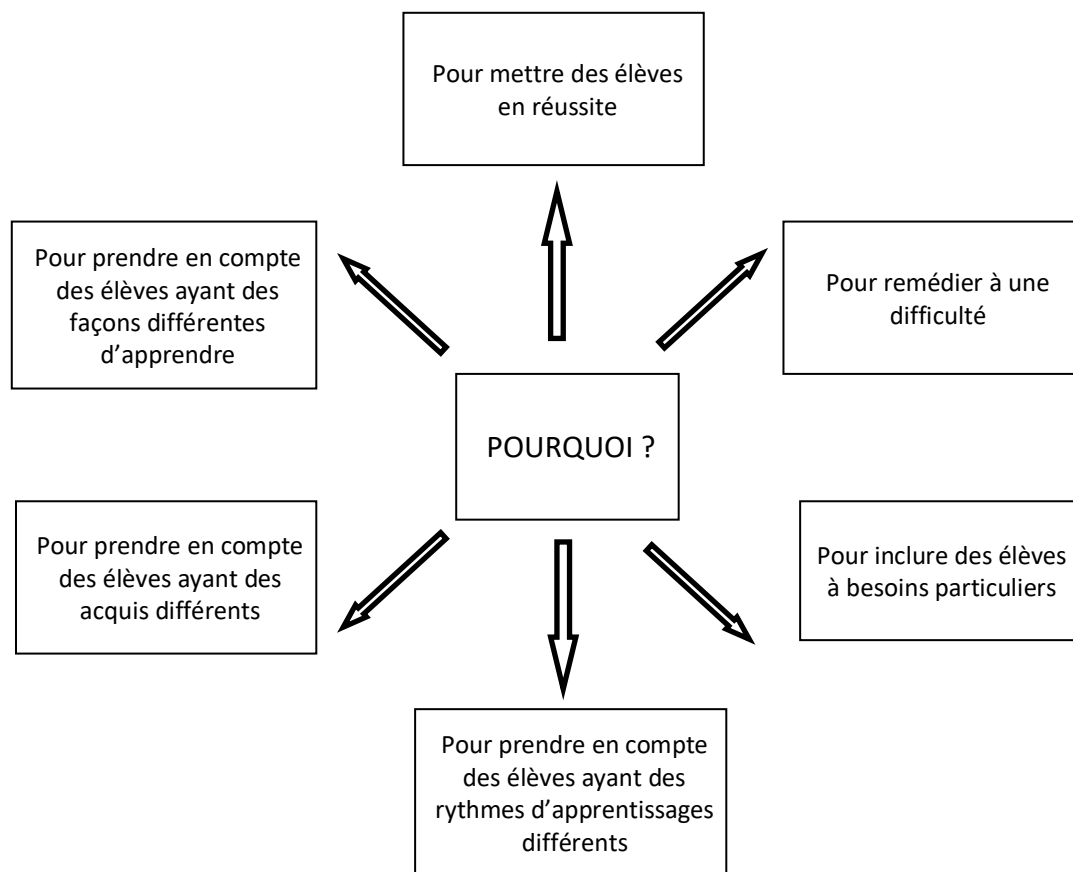 Pour mettre des élèves
en réussite
Pour prendre en compte
des élèves ayant des
façons différentes
d’apprendre
Pour remédier à une
difficulté
POURQUOI ?
Pour prendre en compte
des élèves ayant des
acquis différents
Pour inclure des élèves
à besoins particuliers
Pour prendre en compte
des élèves ayant des
rythmes d’apprentissages
différents